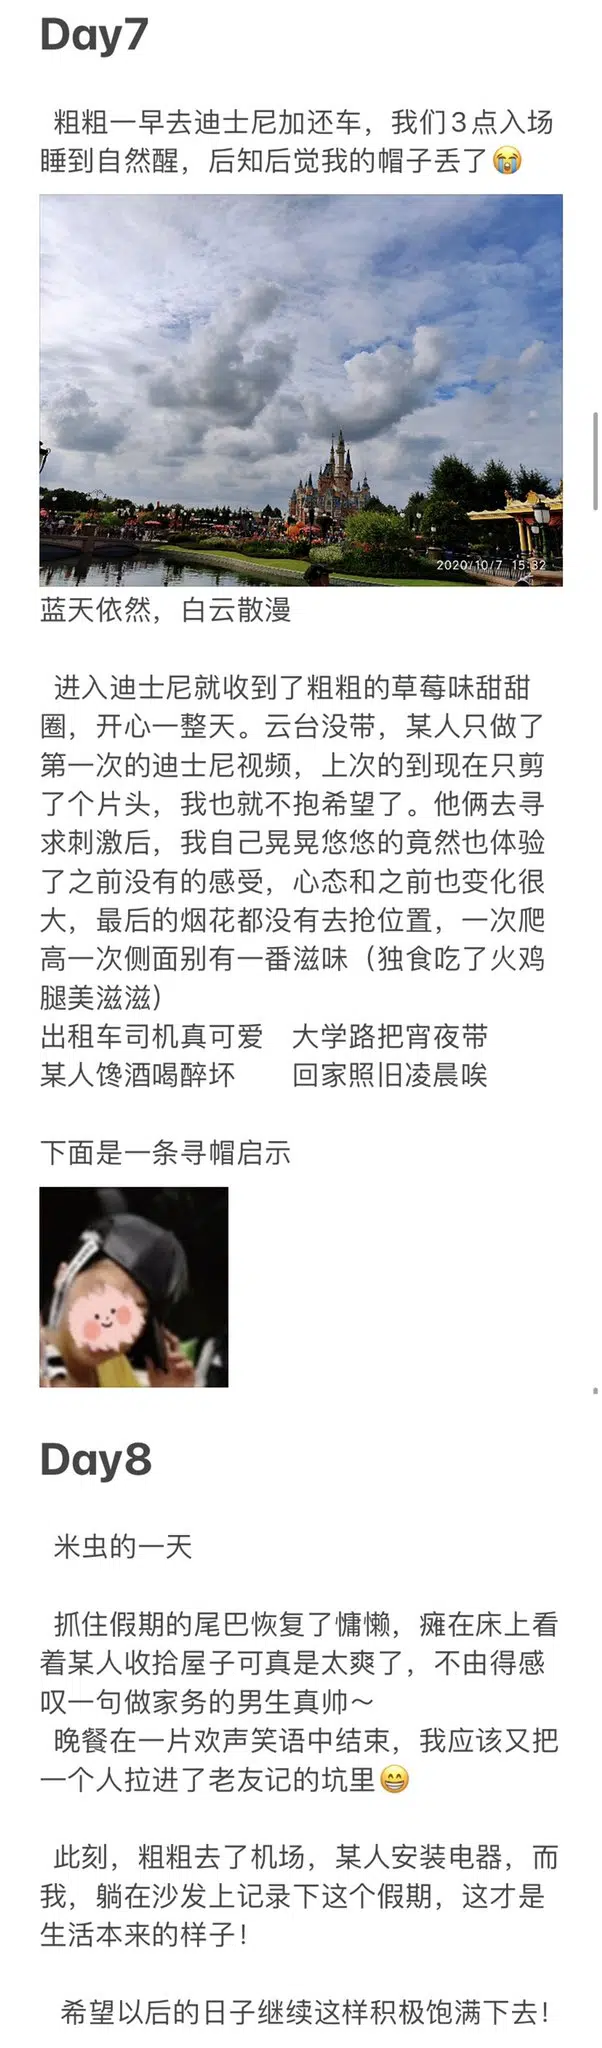 Day7
粗粗一早去迪士尼加还车，我们3点入场
睡到自然醒，后知后觉我的帽子丢了😭
2020/10/7 15:32
蓝天依然，白云散漫
进入迪士尼就收到了粗粗的草莓味甜甜
圈，开心一整天。云台没带，某人只做了
第一次的迪士尼视频，上次的到现在只剪
了个片头，我也就不抱希望了。他俩去寻
求刺激后，我自己晃晃悠悠的竟然也体验
了之前没有的感受，心态和之前也变化很
大，最后的烟花都没有去抢位置，一次爬
高一次侧面别有一番滋味（独食吃了火鸡
腿美滋滋）
出租车司机真可爱　大学路把宵夜带
某人馋酒喝醉坏　　回家照旧凌晨唉
下面是一条寻帽启示
Day8
米虫的一天
抓住假期的尾巴恢复了慵懒，瘫在床上看
着某人收拾屋子可真是太爽了，不由得感
叹一句做家务的男生真帅～
晚餐在一片欢声笑语中结束，我应该又把
一个人拉进了老友记的坑里😁
此刻，粗粗去了机场，某人安装电器，而
我，躺在沙发上记录下这个假期，这才是
生活本来的样子！
希望以后的日子继续这样积极饱满下去！